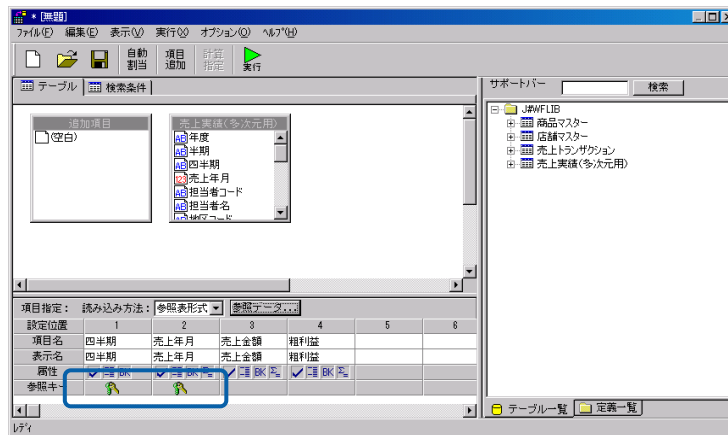 * [無題]
ファイル(F) 編集(E) 表示(V) 実行(X) オプション(O) ヘルプ(H)
自動割当 項目追加 計算指定 実行
テーブル 検索条件
サポートバー 検索
追加項目
(空白)
売上実績(多次元用)
年度
半期
四半期
売上年月
担当者コード
担当者名
地区コード
J#WFLIB
商品マスター
店舗マスター
売上トランザクション
売上実績(多次元用)
項目指定: 読み込み方法: 参照表形式 参照データ...
設定位置 1 2 3 4 5 6
項目名 四半期 売上年月 売上金額 粗利益
表示名 四半期 売上年月 売上金額 粗利益
属性 BK BK BK BK
参照キー
テーブル一覧 定義一覧
レディ